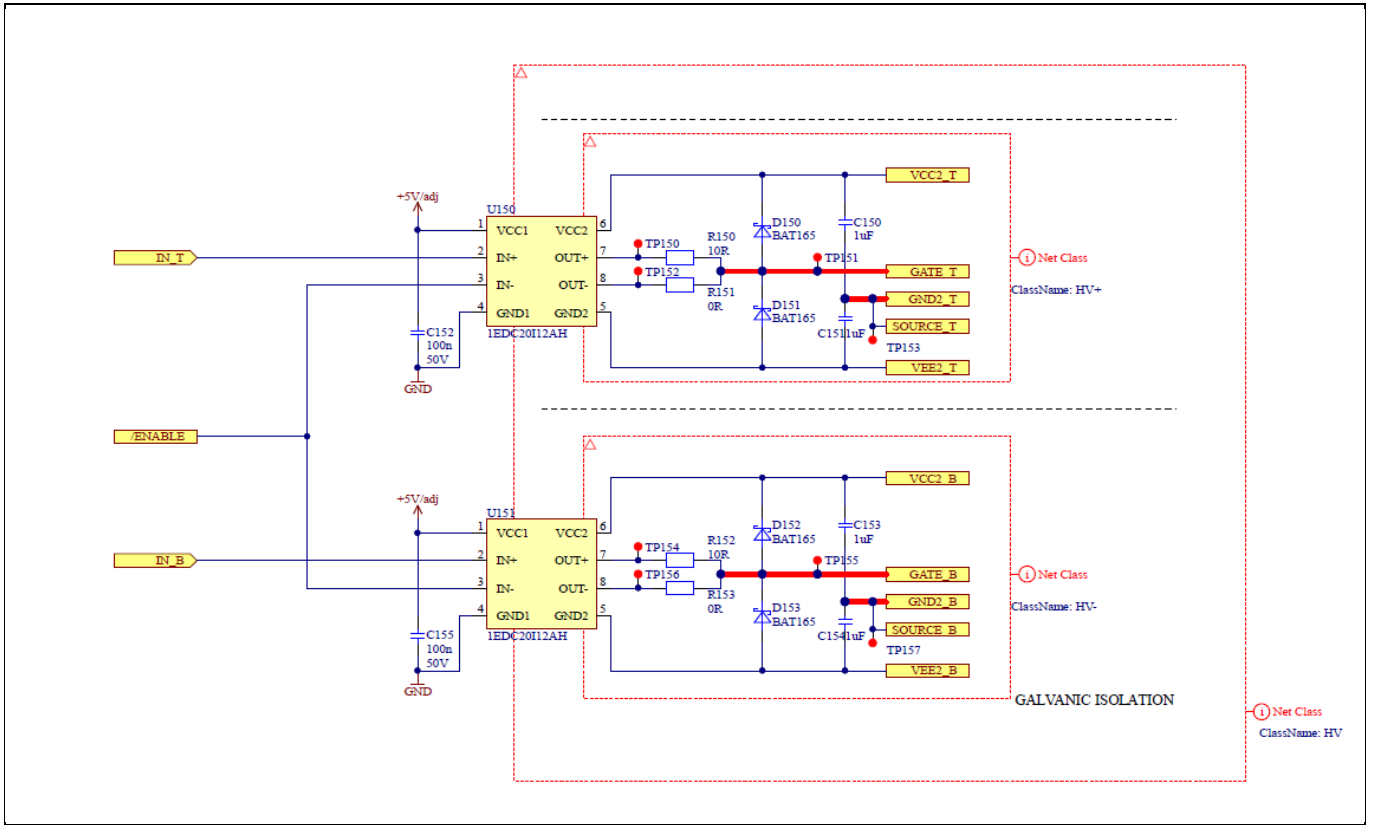 +5V/adj
U150
1 VCC1 VCC2 6
IN_T
2 IN+ OUT+ 7
3 IN- OUT- 8
4 GND1 GND2 5
1EDC20I12AH
C152
100n
50V
GND
TP150
TP152
R150
10R
R151
0R
D150
BAT165
D151
BAT165
C150
1uF
TP151
C1511uF
TP153
VCC2_T
GATE_T
GND2_T
SOURCE_T
VEE2_T
i Net Class
ClassName: HV+
/ENABLE
+5V/adj
U151
1 VCC1 VCC2 6
IN_B
2 IN+ OUT+ 7
3 IN- OUT- 8
4 GND1 GND2 5
1EDC20I12AH
C155
100n
50V
GND
TP154
TP156
R152
10R
R153
0R
D152
BAT165
D153
BAT165
C153
1uF
TP155
C1541uF
TP157
VCC2_B
GATE_B
GND2_B
SOURCE_B
VEE2_B
i Net Class
ClassName: HV-
GALVANIC ISOLATION
i Net Class
ClassName: HV